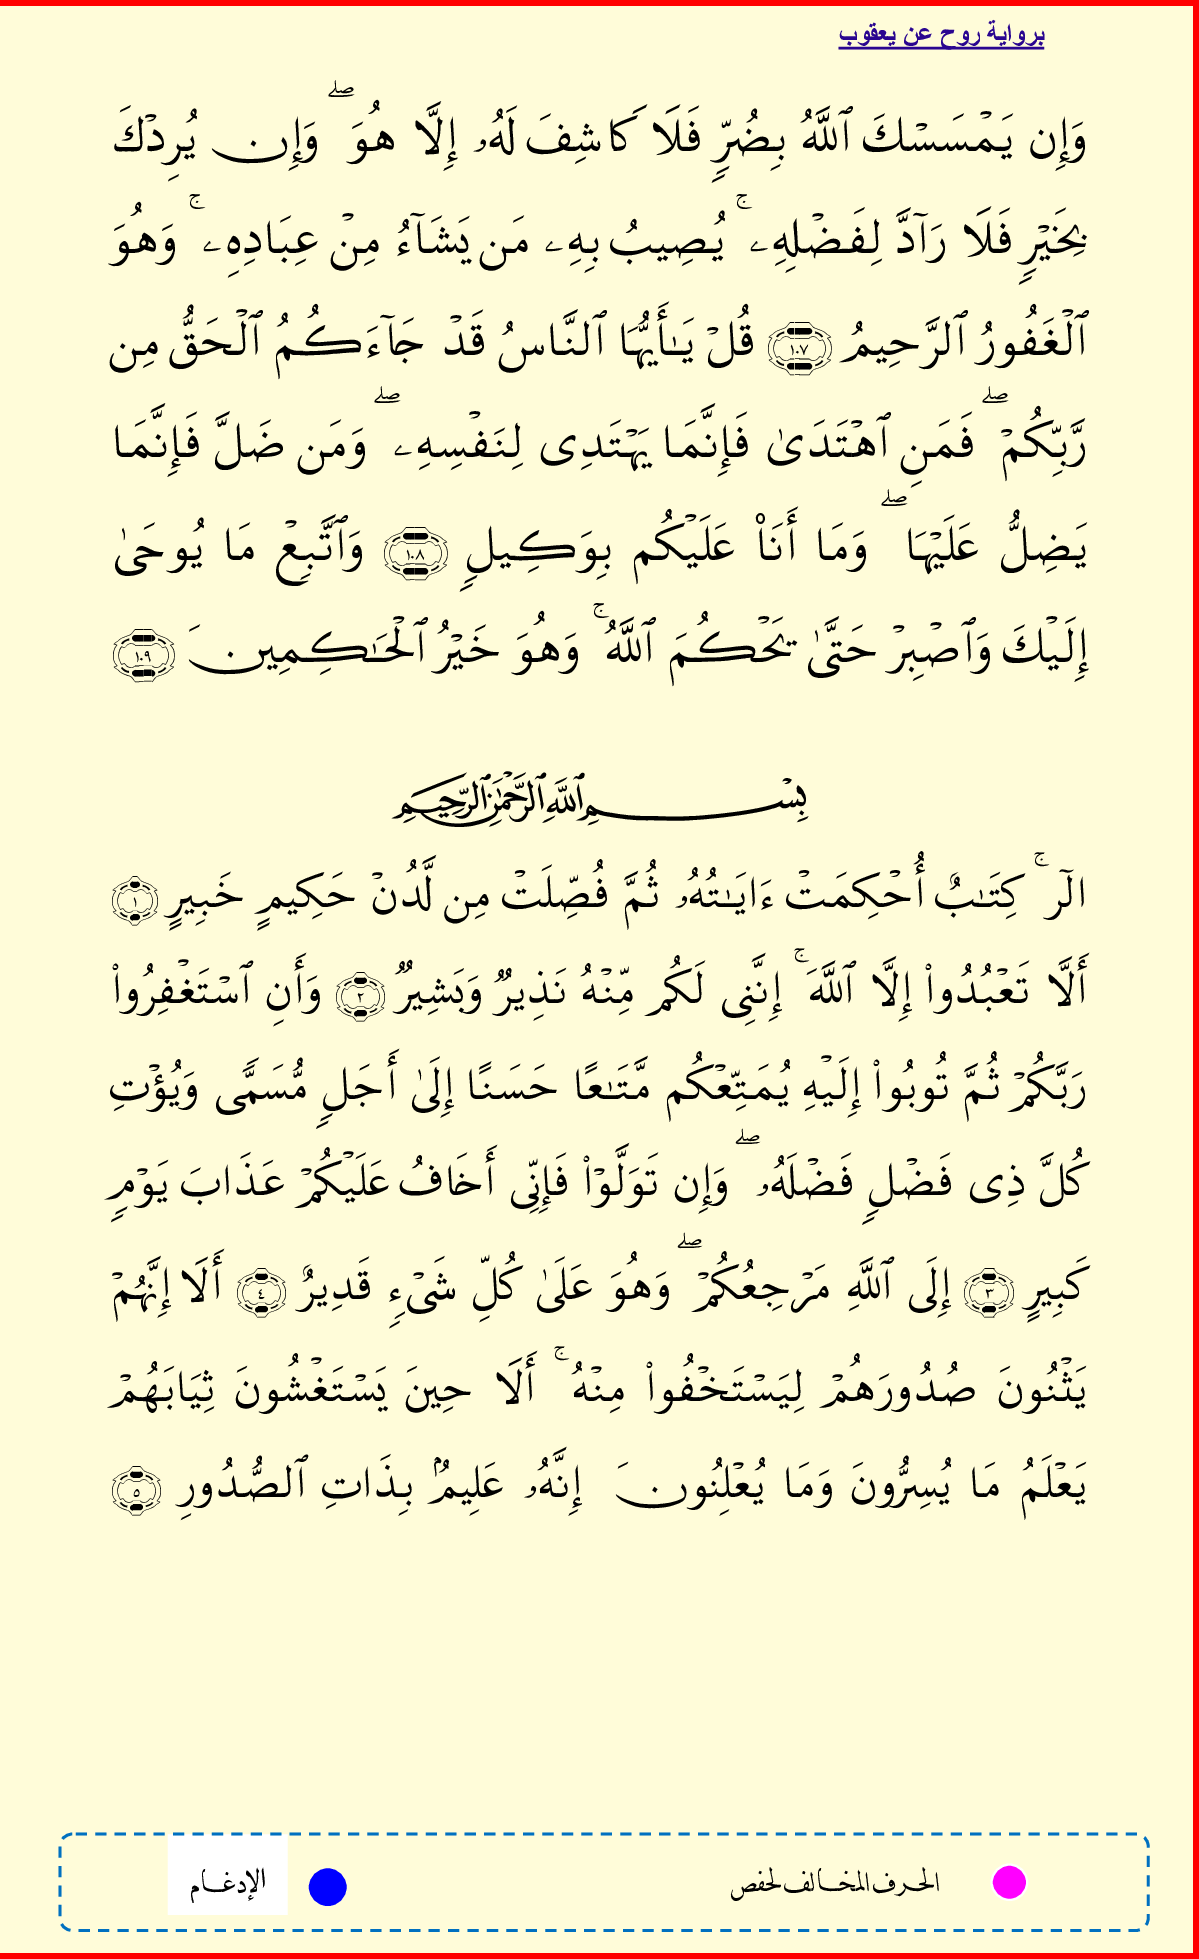 برواية روح عن يعقوب
وَإِن يَمْسَسْكَ ٱللَّهُ بِضُرٍّ فَلَا كَاشِفَ لَهُۥ إِلَّا هُوَ ۖ وَإِن يُرِدْكَ
بِخَيْرٍ فَلَا رَآدَّ لِفَضْلِهِۦ ۚ يُصِيبُ بِهِۦ مَن يَشَآءُ مِنْ عِبَادِهِۦ ۚ وَهُوَ
ٱلْغَفُورُ ٱلرَّحِيمُ ١٠٧ قُلْ يَـٰٓأَيُّهَا ٱلنَّاسُ قَدْ جَآءَكُمُ ٱلْحَقُّ مِن
رَّبِّكُمْ ۖ فَمَنِ ٱهْتَدَىٰ فَإِنَّمَا يَهْتَدِى لِنَفْسِهِۦ ۖ وَمَن ضَلَّ فَإِنَّمَا
يَضِلُّ عَلَيْهَا ۖ وَمَا أَنَا۠ عَلَيْكُم بِوَكِيلٍ ١٠٨ وَٱتَّبِعْ مَا يُوحَىٰ
إِلَيْكَ وَٱصْبِرْ حَتَّىٰ يَحْكُمَ ٱللَّهُ ۚ وَهُوَ خَيْرُ ٱلْحَـٰكِمِينَ ١٠٩
بِسْمِ ٱللَّهِ ٱلرَّحْمَـٰنِ ٱلرَّحِيمِ
الٓر ۚ كِتَـٰبٌ أُحْكِمَتْ ءَايَـٰتُهُۥ ثُمَّ فُصِّلَتْ مِن لَّدُنْ حَكِيمٍ خَبِيرٍ ١
أَلَّا تَعْبُدُوا۟ إِلَّا ٱللَّهَ ۚ إِنَّنِى لَكُم مِّنْهُ نَذِيرٌ وَبَشِيرٌ ٢ وَأَنِ ٱسْتَغْفِرُوا۟
رَبَّكُمْ ثُمَّ تُوبُوا۟ إِلَيْهِ يُمَتِّعْكُم مَّتَـٰعًا حَسَنًا إِلَىٰ أَجَلٍ مُّسَمًّى وَيُؤْتِ
كُلَّ ذِى فَضْلٍ فَضْلَهُۥ ۖ وَإِن تَوَلَّوْا۟ فَإِنِّى أَخَافُ عَلَيْكُمْ عَذَابَ يَوْمٍ
كَبِيرٍ ٣ إِلَى ٱللَّهِ مَرْجِعُكُمْ ۖ وَهُوَ عَلَىٰ كُلِّ شَىْءٍ قَدِيرٌ ٤ أَلَا إِنَّهُمْ
يَثْنُونَ صُدُورَهُمْ لِيَسْتَخْفُوا۟ مِنْهُ ۚ أَلَا حِينَ يَسْتَغْشُونَ ثِيَابَهُمْ
يَعْلَمُ مَا يُسِرُّونَ وَمَا يُعْلِنُونَ إِنَّهُۥ عَلِيمٌۢ بِذَاتِ ٱلصُّدُورِ ٥
الحرف المخالف لحفص
الإدغام